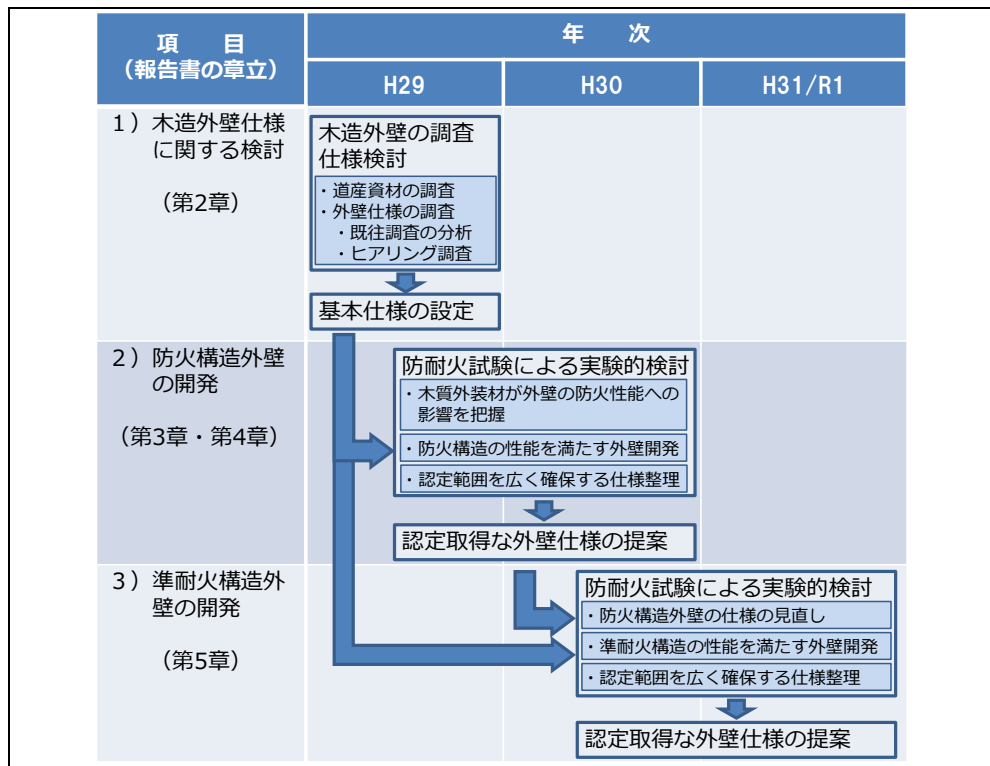 項　　目
（報告書の章立）
年　　次
H29
H30
H31/R1
１）木造外壁仕様
に関する検討
（第2章）
木造外壁の調査
仕様検討
・道産資材の調査
・外壁仕様の調査
・既往調査の分析
・ヒアリング調査
基本仕様の設定
２）防火構造外壁
の開発
（第3章・第4章）
防耐火試験による実験的検討
・木質外装材が外壁の防火性能への
影響を把握
・防火構造の性能を満たす外壁開発
・認定範囲を広く確保する仕様整理
認定取得な外壁仕様の提案
３）準耐火構造外
壁の開発
（第5章）
防耐火試験による実験的検討
・防火構造外壁の仕様の見直し
・準耐火構造の性能を満たす外壁開発
・認定範囲を広く確保する仕様整理
認定取得な外壁仕様の提案